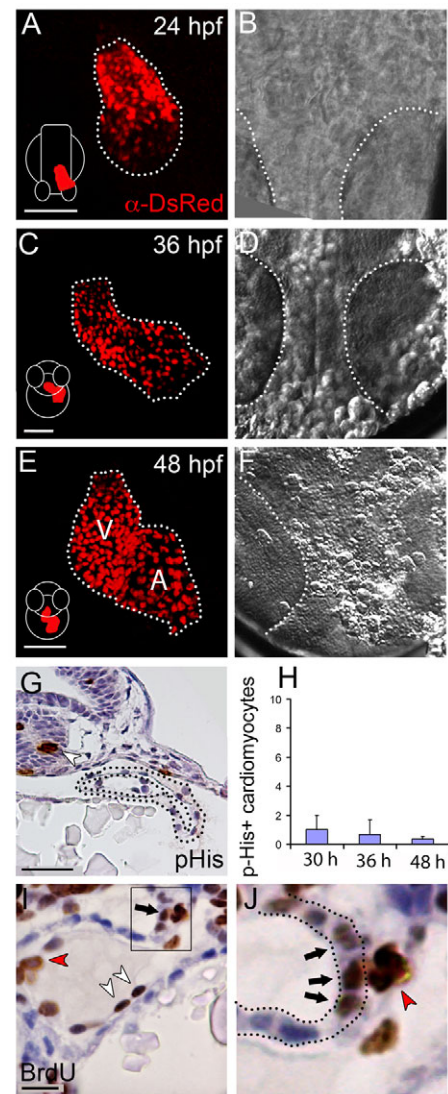 A 24 hpf B
α-DsRed
C 36 hpf D
E 48 hpf F
V
A
G H
pHis
p-His+ cardiomyocytes
10
8
6
4
2
0
30 h 36 h 48 h
I J
BrdU